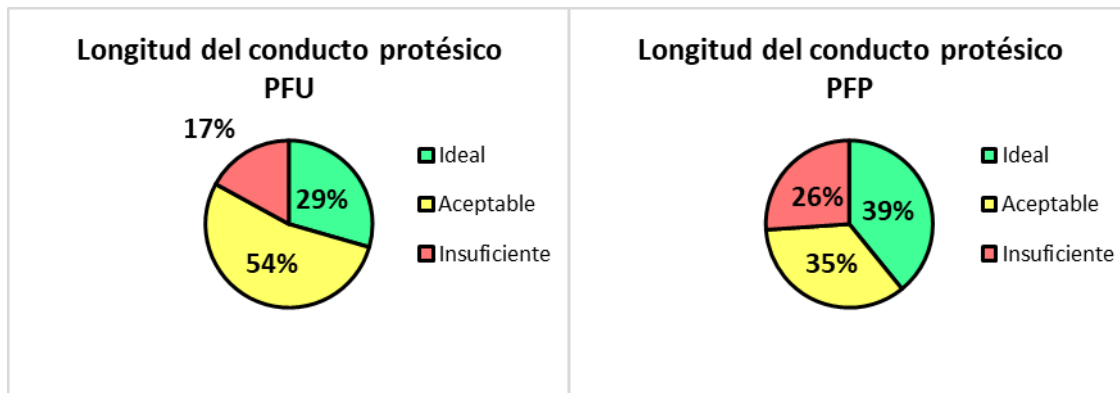 Longitud del conducto protésico
PFU
17%
29%
54%
Ideal
Aceptable
Insuficiente
Longitud del conducto protésico
PFP
26%
39%
35%
Ideal
Aceptable
Insuficiente